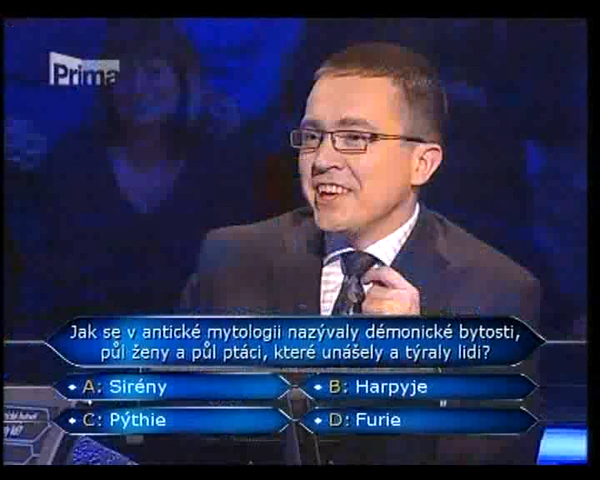 Prima
Jak se v antické mytologii nazývaly démonické bytosti,
půl ženy a půl ptáci, které unášely a týraly lidi?
A: Sirény
B: Harpyje
C: Pýthie
D: Furie